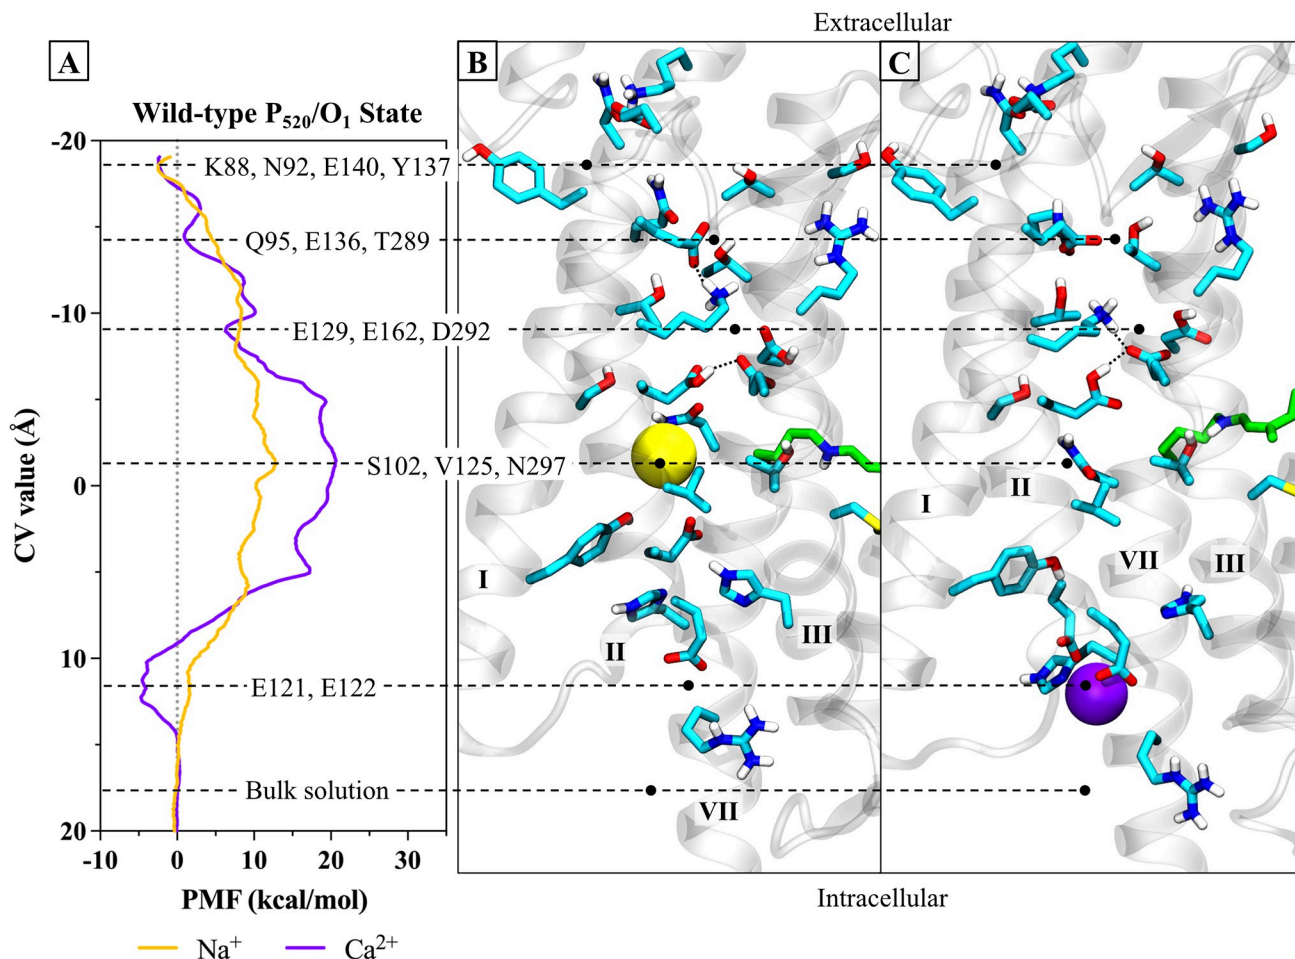 Extracellular
A
B
C
Wild-type P520/O1 State
-20
-10
0
10
20
CV value (Å)
K88, N92, E140, Y137
Q95, E136, T289
E129, E162, D292
S102, V125, N297
E121, E122
Bulk solution
-10 0 10 20 30
PMF (kcal/mol)
Na+ Ca2+
I
II
III
VII
I
II
VII
III
Intracellular